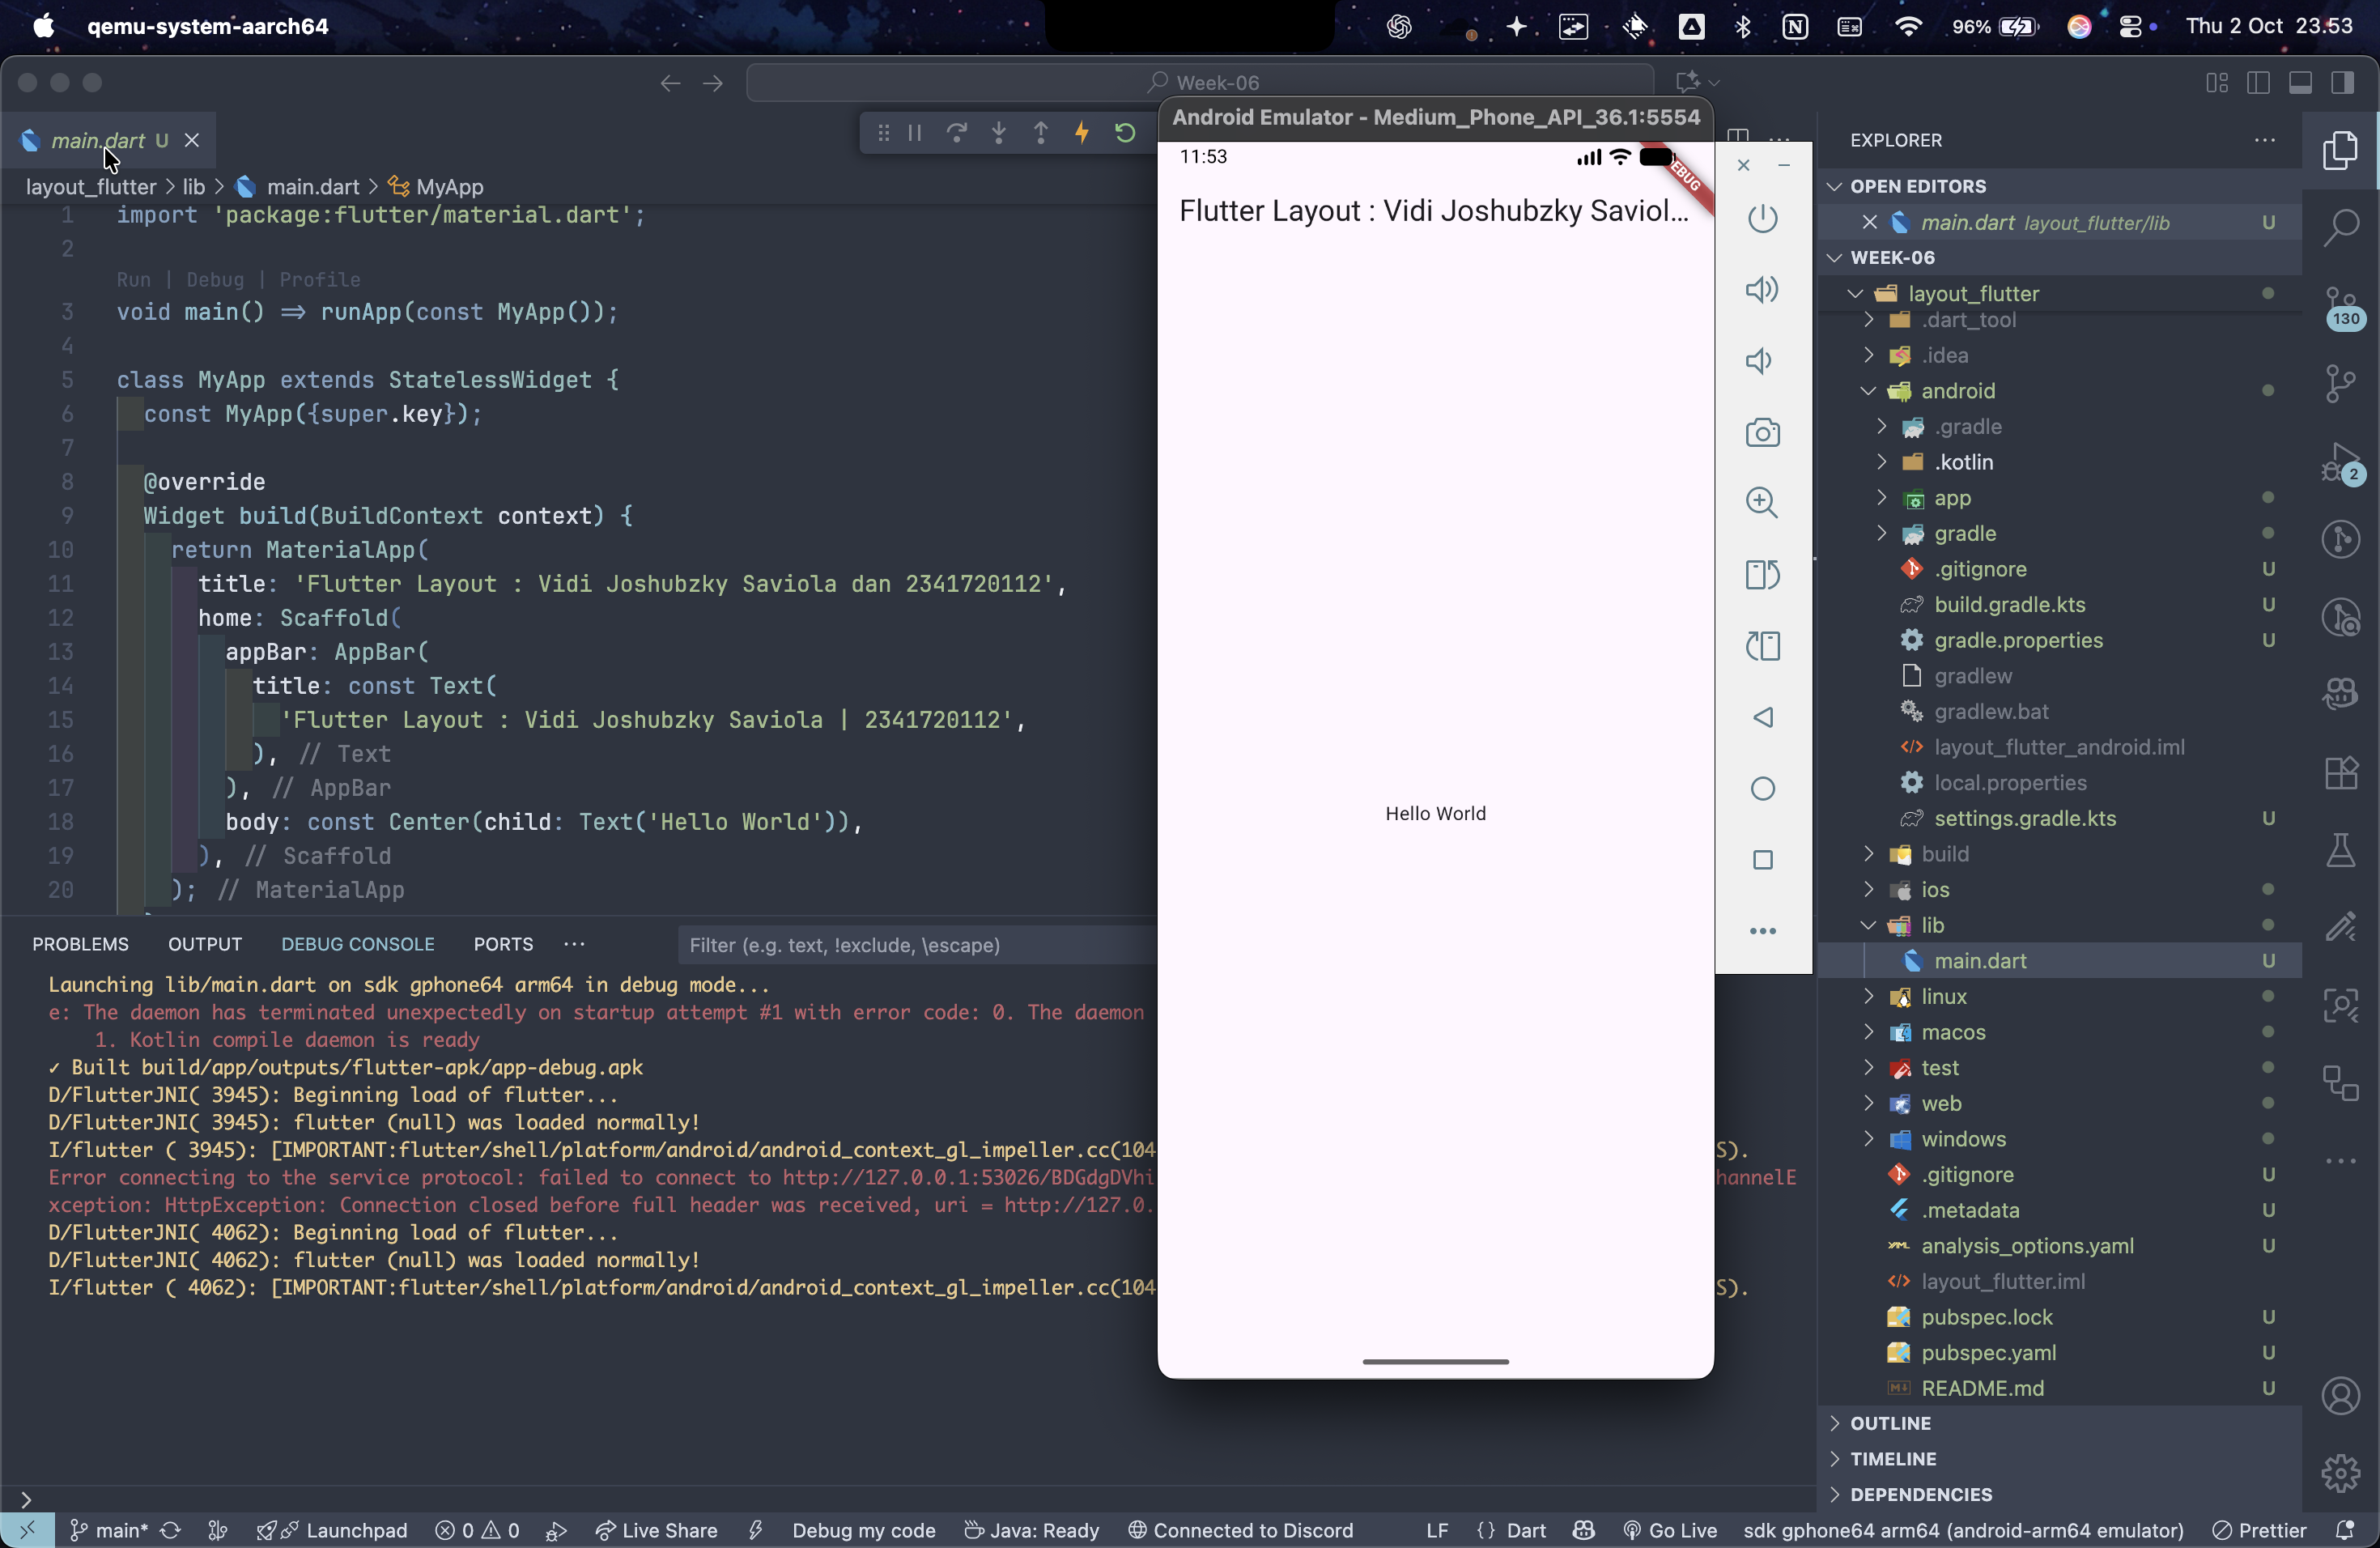 qemu-system-aarch64
96%
Thu 2 Oct 23.53
Week-06
main.dart U
layout_flutter > lib > main.dart > MyApp
1 import 'package:flutter/material.dart';
2
Run | Debug | Profile
3 void main() => runApp(const MyApp());
4
5 class MyApp extends StatelessWidget {
6 const MyApp({super.key});
7
8 @override
9 Widget build(BuildContext context) {
10 return MaterialApp(
11 title: 'Flutter Layout : Vidi Joshubzky Saviola dan 2341720112',
12 home: Scaffold(
13 appBar: AppBar(
14 title: const Text(
15 'Flutter Layout : Vidi Joshubzky Saviola | 2341720112',
16 ), // Text
17 ), // AppBar
18 body: const Center(child: Text('Hello World')),
19 ), // Scaffold
20 ); // MaterialApp
PROBLEMS OUTPUT DEBUG CONSOLE PORTS ...
Filter (e.g. text, !exclude, \escape)
Launching lib/main.dart on sdk gphone64 arm64 in debug mode...
e: The daemon has terminated unexpectedly on startup attempt #1 with error code: 0. The daemon
1. Kotlin compile daemon is ready
✓ Built build/app/outputs/flutter-apk/app-debug.apk
D/FlutterJNI( 3945): Beginning load of flutter...
D/FlutterJNI( 3945): flutter (null) was loaded normally!
I/flutter ( 3945): [IMPORTANT:flutter/shell/platform/android/android_context_gl_impeller.cc(104 S).
Error connecting to the service protocol: failed to connect to http://127.0.0.1:53026/BDGdgDVhi hannelE
xception: HttpException: Connection closed before full header was received, uri = http://127.0.
D/FlutterJNI( 4062): Beginning load of flutter...
D/FlutterJNI( 4062): flutter (null) was loaded normally!
I/flutter ( 4062): [IMPORTANT:flutter/shell/platform/android/android_context_gl_impeller.cc(104 S).
Android Emulator - Medium_Phone_API_36.1:5554
11:53
EBUG
Flutter Layout : Vidi Joshubzky Saviol...
Hello World
EXPLORER
OPEN EDITORS
main.dart layout_flutter/lib U
WEEK-06
layout_flutter
.dart_tool
.idea
android
.gradle
.kotlin
app
gradle
.gitignore U
build.gradle.kts U
gradle.properties U
gradlew
gradlew.bat
layout_flutter_android.iml
local.properties
settings.gradle.kts U
build
ios
lib
main.dart U
linux
macos
test
web
windows
.gitignore U
.metadata U
analysis_options.yaml U
layout_flutter.iml
pubspec.lock U
pubspec.yaml U
README.md U
OUTLINE
TIMELINE
DEPENDENCIES
130
2
main* Launchpad 0 0 Live Share Debug my code Java: Ready Connected to Discord LF {} Dart Go Live sdk gphone64 arm64 (android-arm64 emulator) Prettier